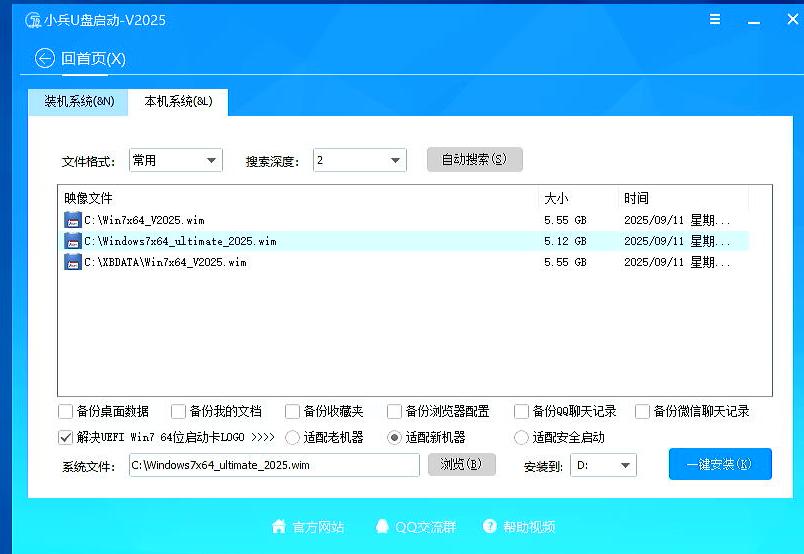 小兵U盘启动-V2025
回首页(X)
装机系统(&N) 本机系统(&L)
文件格式: 常用 搜索深度: 2 自动搜索(S)
映像文件 大小 时间
C:\Win7x64_V2025.wim 5.55 GB 2025/09/11 星期...
C:\Windows7x64_ultimate_2025.wim 5.12 GB 2025/09/11 星期...
C:\XBDATA\Win7x64_V2025.wim 5.55 GB 2025/09/11 星期...
备份桌面数据 备份我的文档 备份收藏夹 备份浏览器配置 备份QQ聊天记录 备份微信聊天记录
解决UEFI Win7 64位启动卡LOGO >>>> 适配老机器 适配新机器 适配安全启动
系统文件: C:\Windows7x64_ultimate_2025.wim 浏览(B) 安装到: D: 一键安装(K)
官方网站 QQ交流群 帮助视频